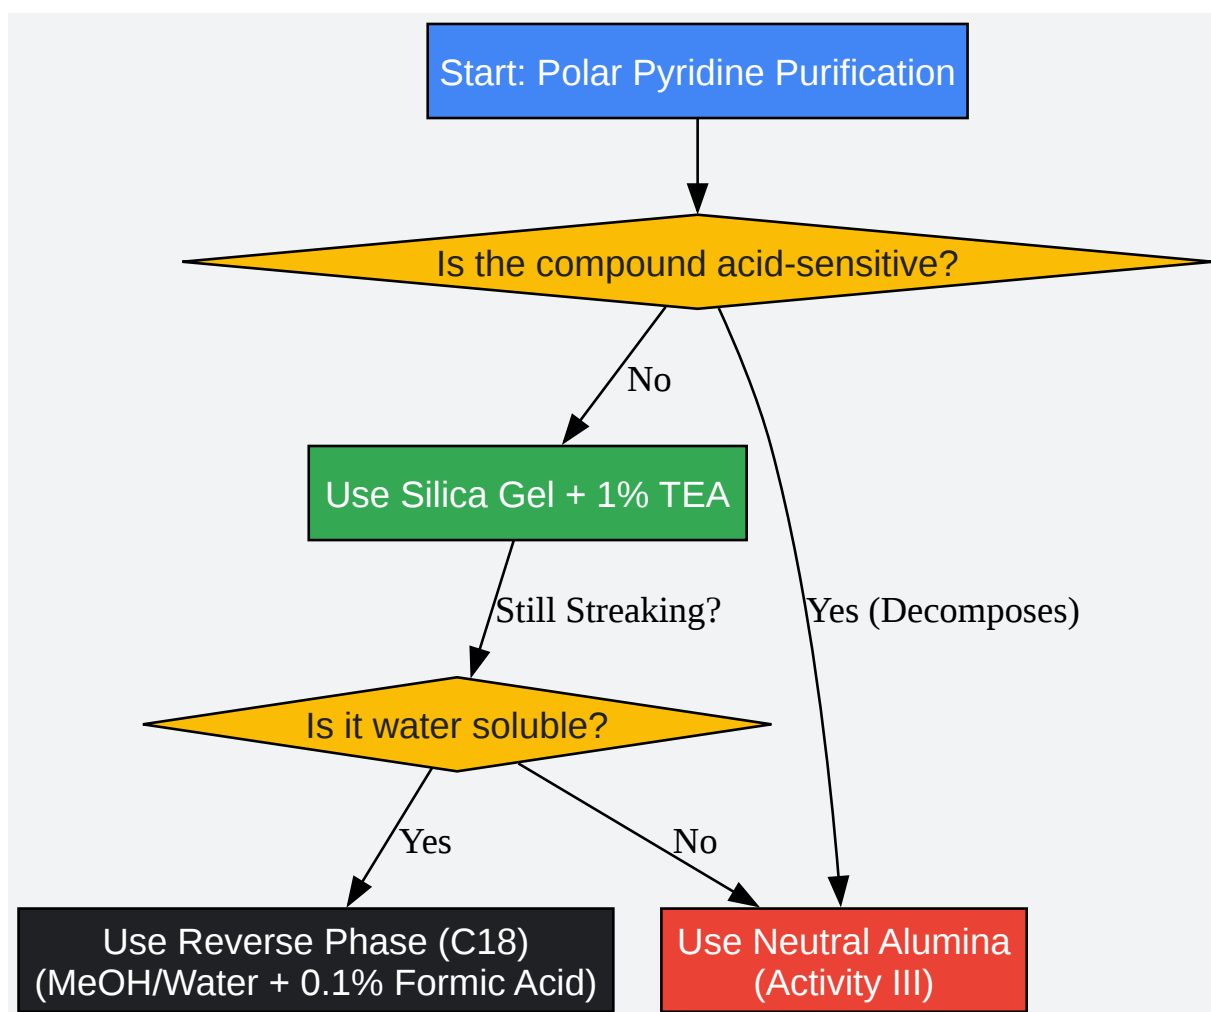 Start: Polar Pyridine Purification
Is the compound acid-sensitive?
No
Use Silica Gel + 1% TEA
Still Streaking?
Yes (Decomposes)
Is it water soluble?
Yes
No
Use Reverse Phase (C18)
(MeOH/Water + 0.1% Formic Acid)
Use Neutral Alumina
(Activity III)